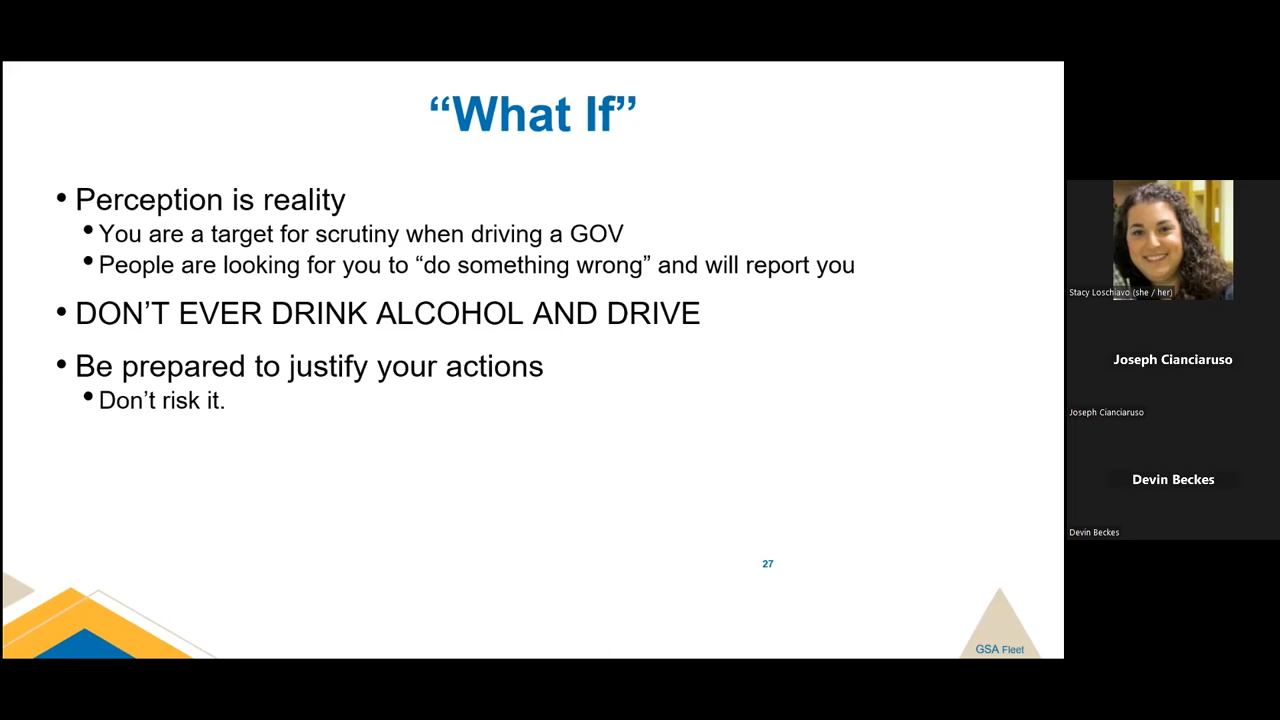 “What If”
• Perception is reality
• You are a target for scrutiny when driving a GOV
• People are looking for you to “do something wrong” and will report you
• DON’T EVER DRINK ALCOHOL AND DRIVE
• Be prepared to justify your actions
• Don’t risk it.
27
GSA Fleet
Stacy Loschiavo (she / her)
Joseph Cianciaruso
Joseph Cianciaruso
Devin Beckes
Devin Beckes